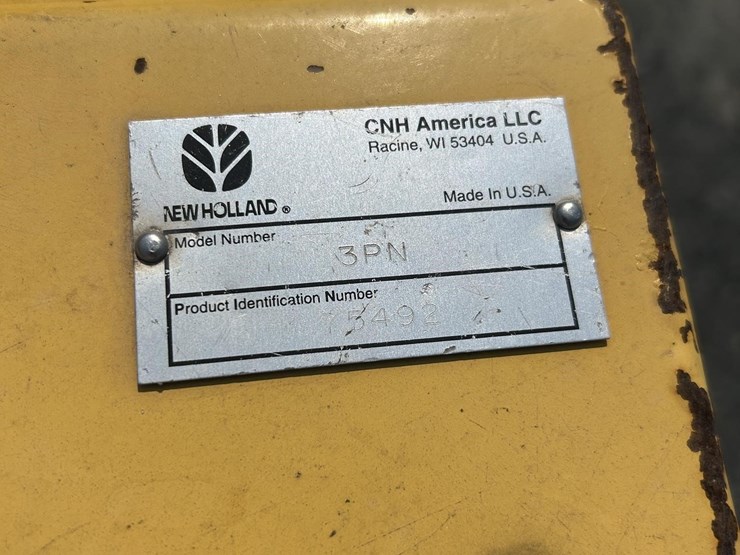 CNH America LLC
Racine, WI 53404 U.S.A.
NEW HOLLAND ®
Made In U.S.A.
Model Number
3PN
Product Identification Number